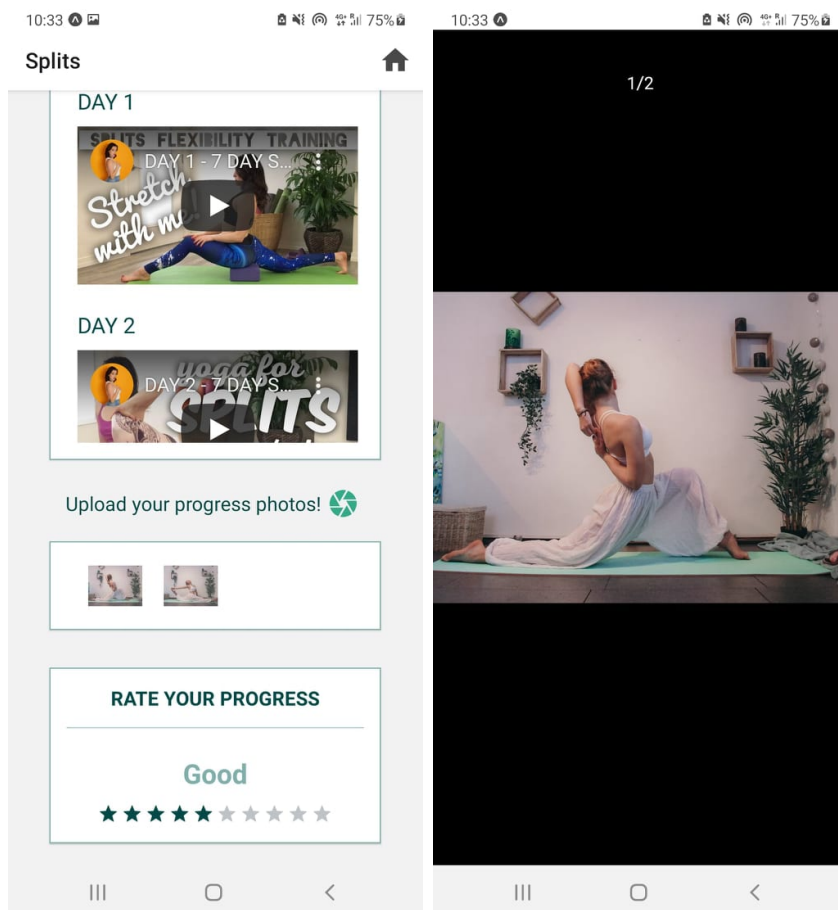 10:33
4G+ R 75%
Splits
DAY 1
SPLITS FLEXIBILITY TRAINING
DAY 1 - 7 DAY S...
Stretch
with me!
DAY 2
yoga for
DAY 2 - 7 DAY S...
SPLITS
Upload your progress photos!
RATE YOUR PROGRESS
Good
10:33
4G+ R 75%
1/2